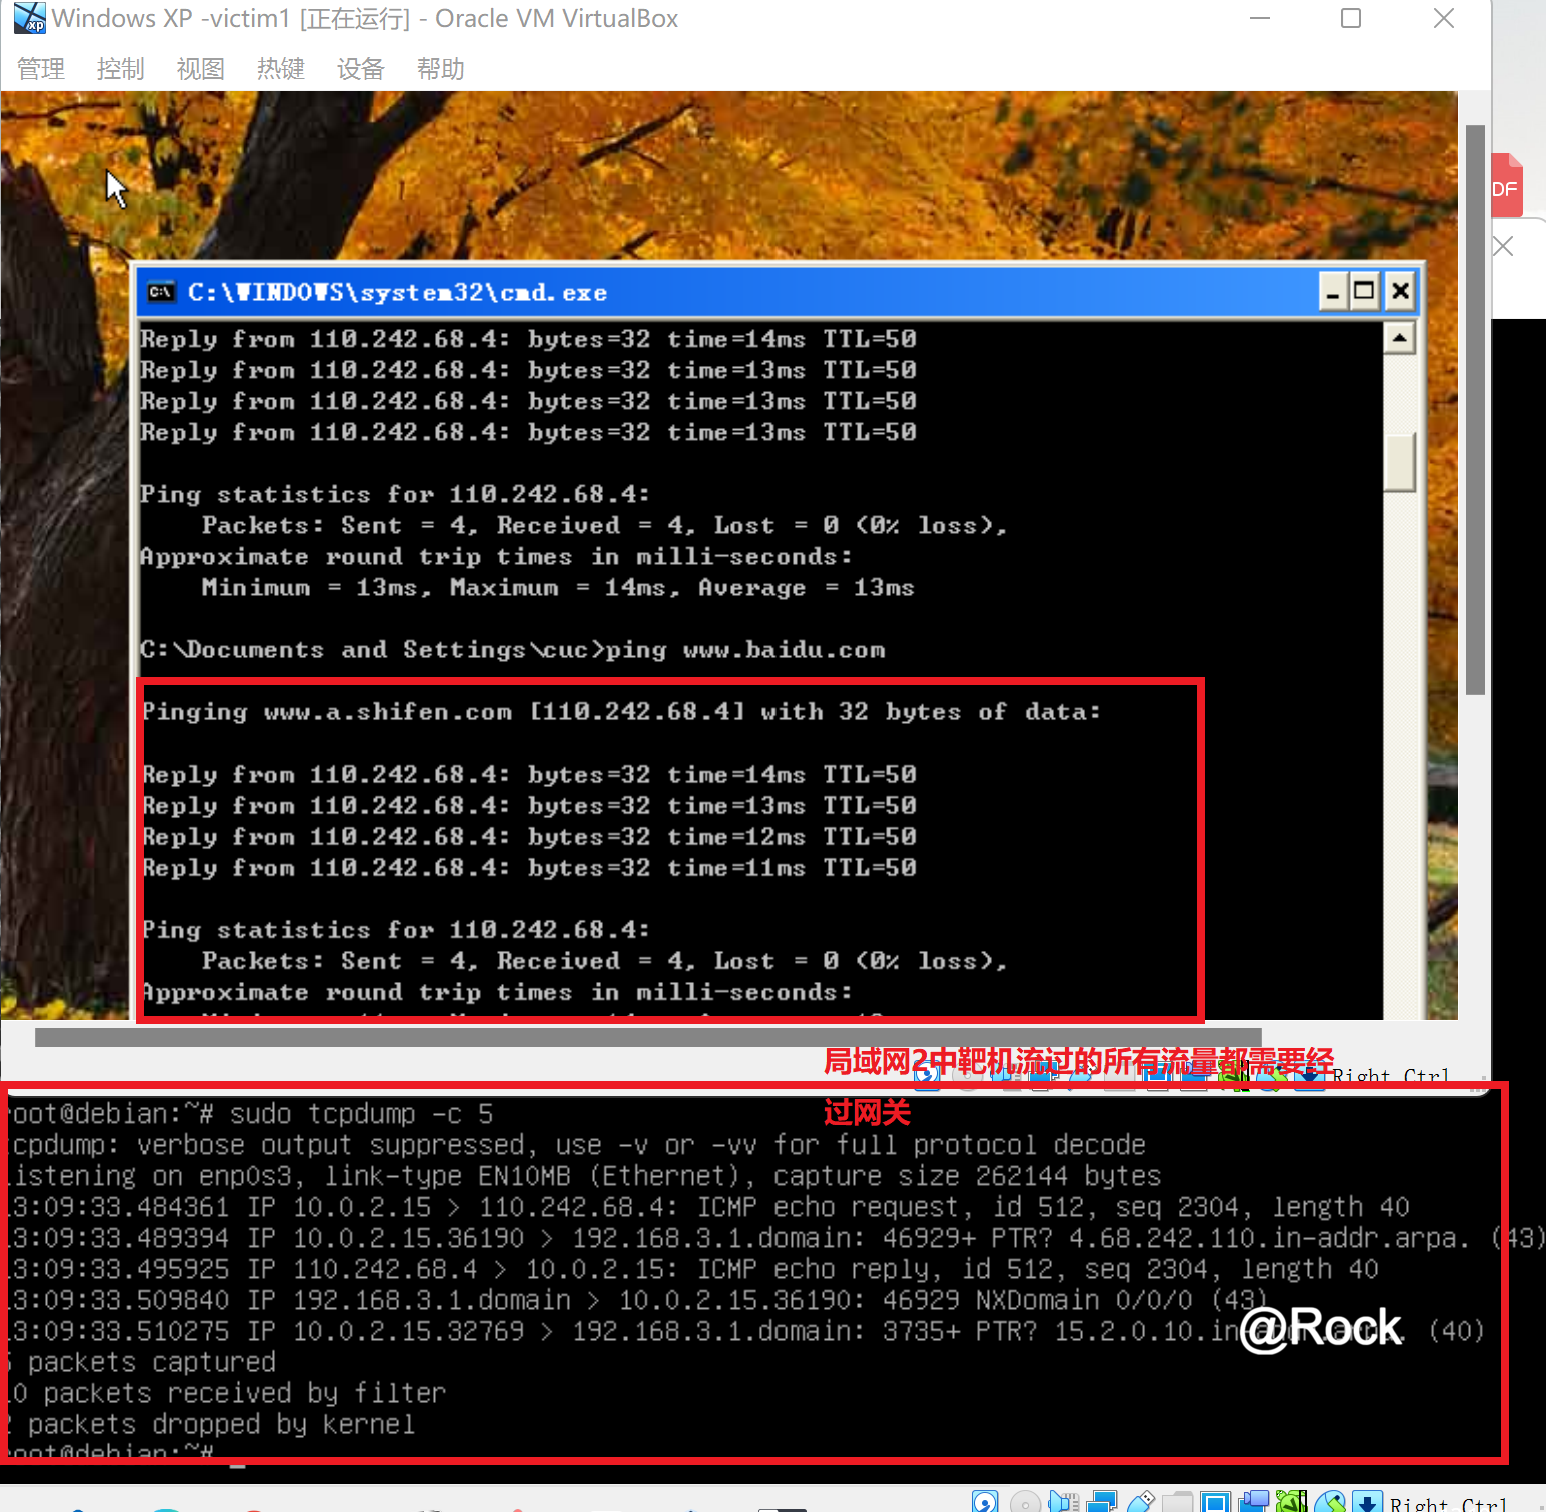 Windows XP -victim1 [正在运行] - Oracle VM VirtualBox
管理 控制 视图 热键 设备 帮助
DF
C:\WINDOWS\system32\cmd.exe
Reply from 110.242.68.4: bytes=32 time=14ms TTL=50
Reply from 110.242.68.4: bytes=32 time=13ms TTL=50
Reply from 110.242.68.4: bytes=32 time=13ms TTL=50
Reply from 110.242.68.4: bytes=32 time=13ms TTL=50
Ping statistics for 110.242.68.4:
Packets: Sent = 4, Received = 4, Lost = 0 (0% loss),
Approximate round trip times in milli-seconds:
Minimum = 13ms, Maximum = 14ms, Average = 13ms
C:\Documents and Settings\cuc>ping www.baidu.com
Pinging www.a.shifen.com [110.242.68.4] with 32 bytes of data:
Reply from 110.242.68.4: bytes=32 time=14ms TTL=50
Reply from 110.242.68.4: bytes=32 time=13ms TTL=50
Reply from 110.242.68.4: bytes=32 time=12ms TTL=50
Reply from 110.242.68.4: bytes=32 time=11ms TTL=50
Ping statistics for 110.242.68.4:
Packets: Sent = 4, Received = 4, Lost = 0 (0% loss),
Approximate round trip times in milli-seconds:
局域网2中靶机流过的所有流量都需要经
Right Ctrl
过网关
root@debian:~# sudo tcpdump -c 5
tcpdump: verbose output suppressed, use -v or -vv for full protocol decode
listening on enp0s3, link-type EN10MB (Ethernet), capture size 262144 bytes
13:09:33.484361 IP 10.0.2.15 > 110.242.68.4: ICMP echo request, id 512, seq 2304, length 40
13:09:33.489394 IP 10.0.2.15.36190 > 192.168.3.1.domain: 46929+ PTR? 4.68.242.110.in-addr.arpa. (43)
13:09:33.495925 IP 110.242.68.4 > 10.0.2.15: ICMP echo reply, id 512, seq 2304, length 40
13:09:33.509840 IP 192.168.3.1.domain > 10.0.2.15.36190: 46929 NXDomain 0/0/0 (43)
13:09:33.510275 IP 10.0.2.15.32769 > 192.168.3.1.domain: 3735+ PTR? 15.2.0.10.in-addr.arpa. (40)
@Rock
5 packets captured
10 packets received by filter
2 packets dropped by kernel
root@debian:~#
Right Ctrl